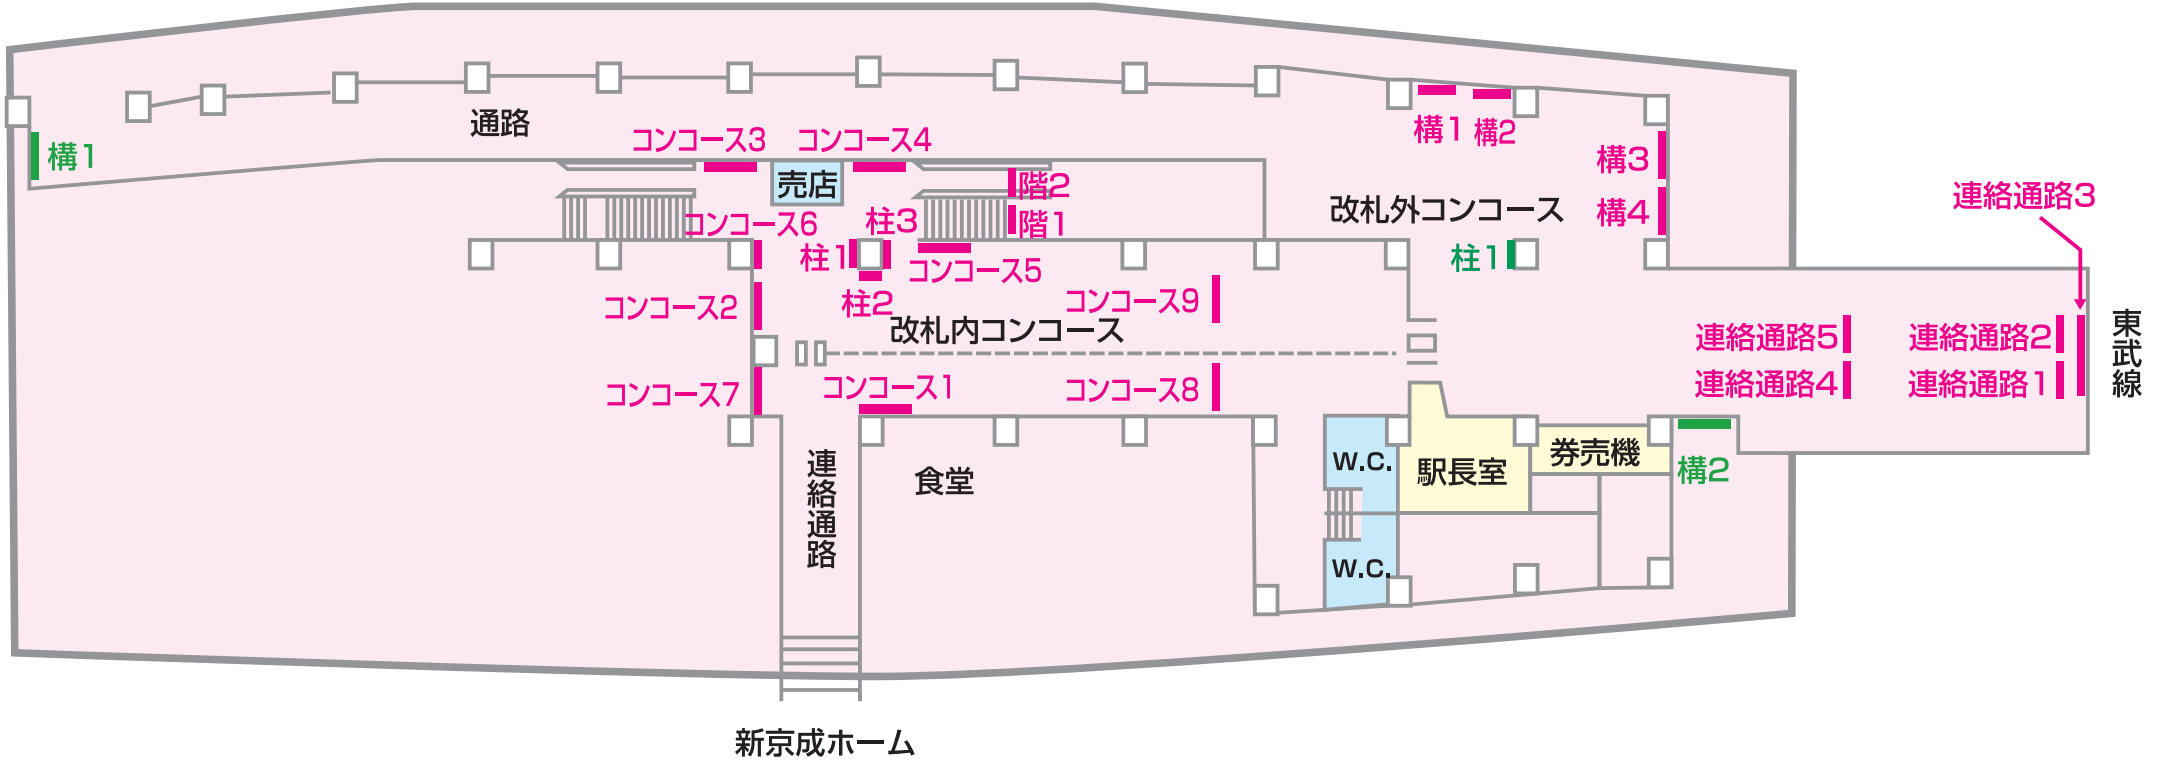 通路
構1
コンコース3
コンコース4
売店
階2
階1
コンコース6
柱3
柱1
柱2
コンコース5
構1
構2
構3
構4
改札外コンコース
柱1
連絡通路3
コンコース2
コンコース9
改札内コンコース
連絡通路5
連絡通路2
連絡通路4
連絡通路1
東武線
コンコース7
コンコース1
コンコース8
連絡通路
食堂
W.C.
駅長室
券売機
構2
W.C.
新京成ホーム